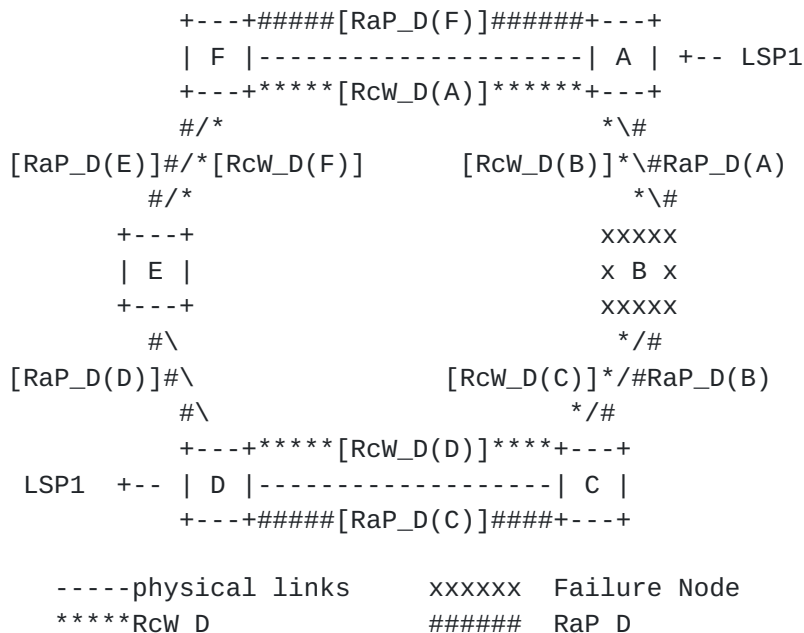 +---+#####[RaP_D(F)]######+---+
           | F |---------------------| A | +-- LSP1
           +---+*****[RcW_D(A)]******+---+
           #/*                     *\#
[RaP_D(E)]#/*[RcW_D(F)]      [RcW_D(B)]*\#RaP_D(A)
         #/*                         *\#
       +---+                       xxxxx
       | E |                       x B x
       +---+                       xxxxx
         #\                         */#
[RaP_D(D)]#\                [RcW_D(C)]*/#RaP_D(B)
           #\                     */#
           +---+*****[RcW_D(D)]****+---+
 LSP1  +-- | D |-------------------| C |
           +---+#####[RaP_D(C)]####+---+
   -----physical links     xxxxxx  Failure Node
   *****RcW D              ######  RaP D